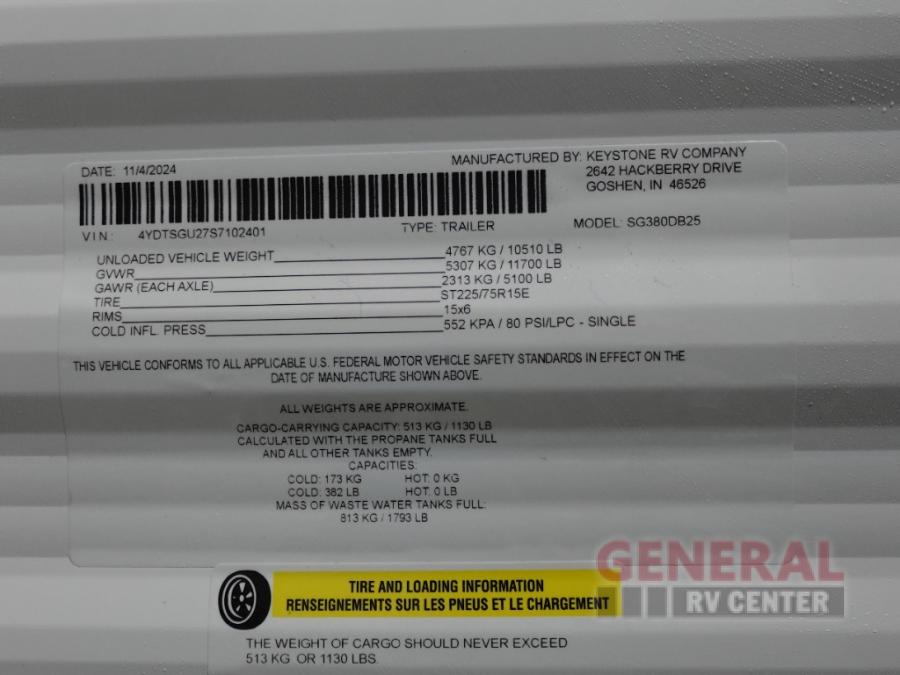 DATE: 11/4/2024
MANUFACTURED BY: KEYSTONE RV COMPANY
2642 HACKBERRY DRIVE
GOSHEN, IN 46526
VIN: 4YDTSGU27S7102401 TYPE: TRAILER MODEL: SG380DB25
UNLOADED VEHICLE WEIGHT 4767 KG / 10510 LB
GVWR 5307 KG / 11700 LB
GAWR (EACH AXLE) 2313 KG / 5100 LB
TIRE ST225/75R15E
RIMS 15x6
COLD INFL. PRESS 552 KPA / 80 PSI/LPC - SINGLE
THIS VEHICLE CONFORMS TO ALL APPLICABLE U.S. FEDERAL MOTOR VEHICLE SAFETY STANDARDS IN EFFECT ON THE
DATE OF MANUFACTURE SHOWN ABOVE.
ALL WEIGHTS ARE APPROXIMATE.
CARGO-CARRYING CAPACITY: 513 KG / 1130 LB
CALCULATED WITH THE PROPANE TANKS FULL
AND ALL OTHER TANKS EMPTY.
CAPACITIES:
COLD: 173 KG HOT: 0 KG
COLD: 382 LB HOT: 0 LB
MASS OF WASTE WATER TANKS FULL:
813 KG / 1793 LB
TIRE AND LOADING INFORMATION
RENSEIGNEMENTS SUR LES PNEUS ET LE CHARGEMENT
THE WEIGHT OF CARGO SHOULD NEVER EXCEED
513 KG OR 1130 LBS.
GENERAL
RV CENTER